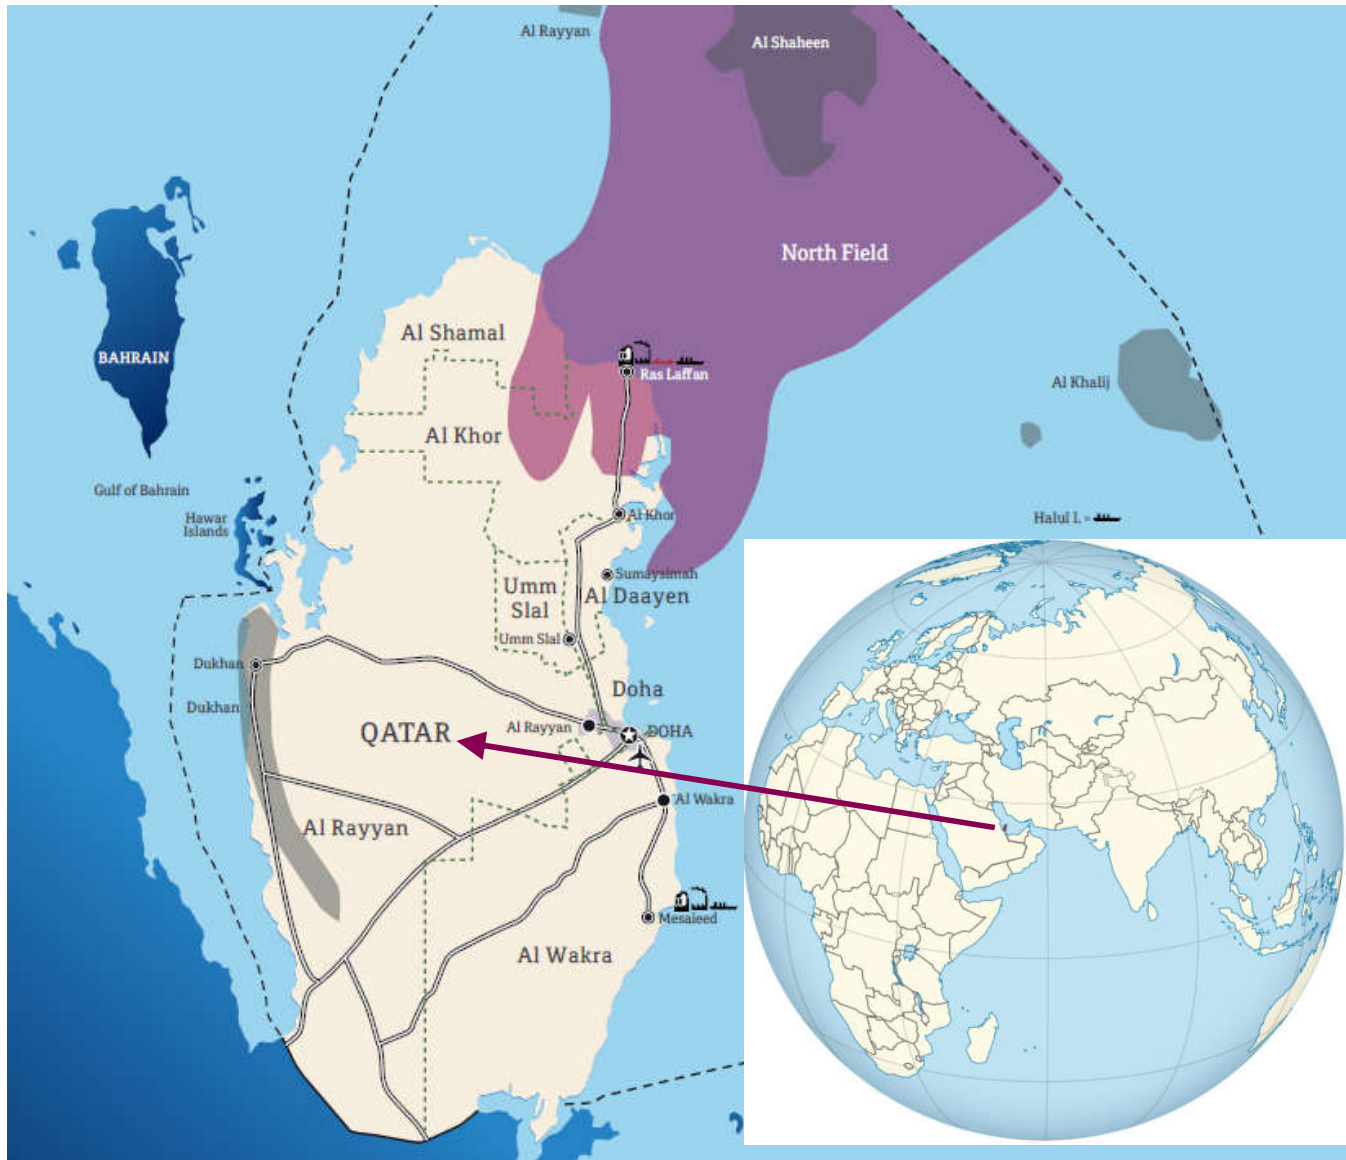 Al Rayyan
Al Shaheen
North Field
Al Shamal
BAHRAIN
Ras Laffan
Al Khalij
Al Khor
Gulf of Bahrain
Hawar
Islands
Al Khor
Halul I.
Sumaysimah
Umm
Slal
Al Daayen
Umm Slal
Dukhan
Doha
Dukhan
QATAR
Al Rayyan
DOHA
Al Wakra
Al Rayyan
Mesaieed
Al Wakra